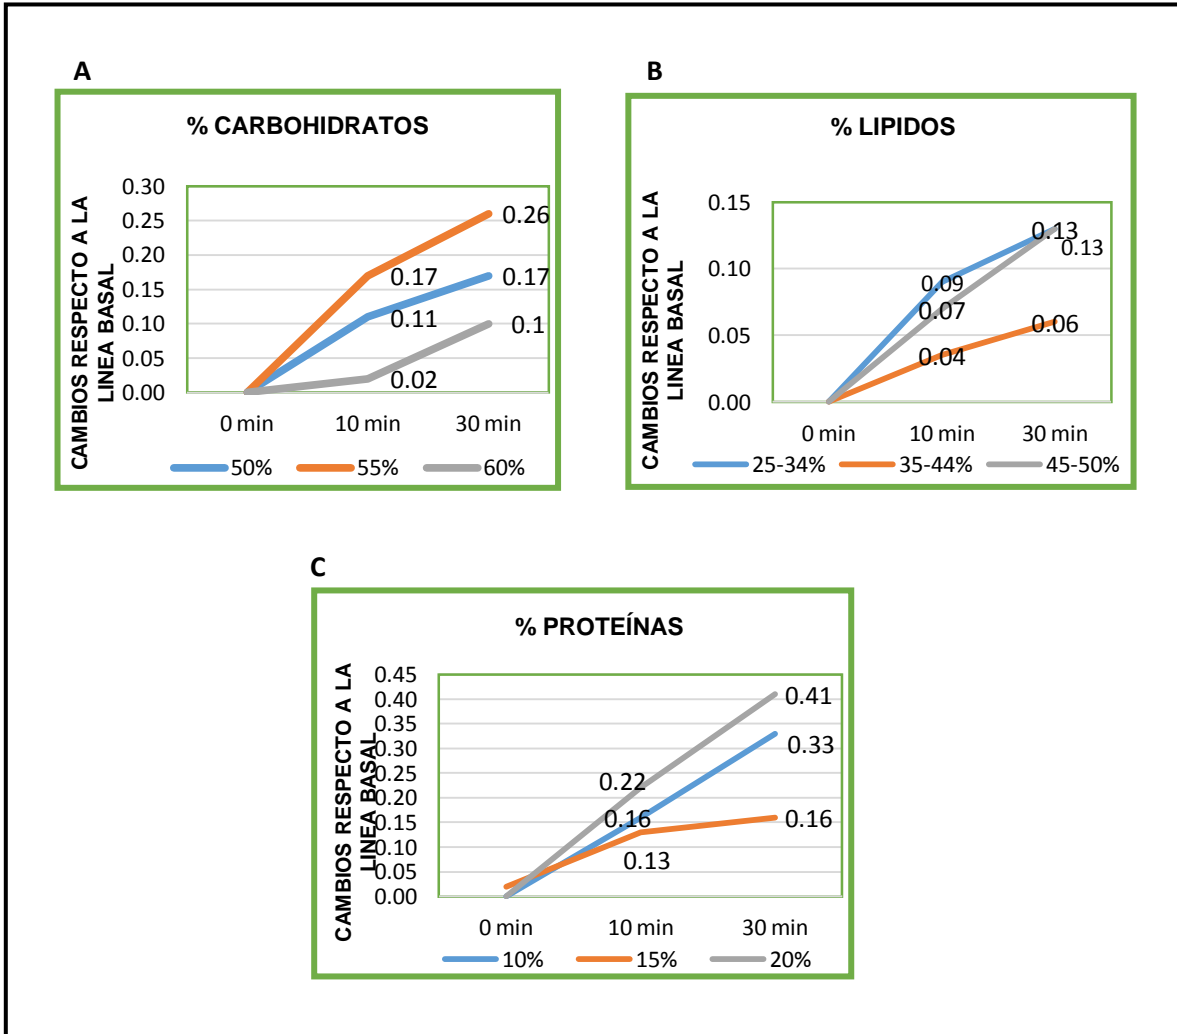 A
% CARBOHIDRATOS
CAMBIOS RESPECTO A LA
LINEA BASAL
0.30
0.25
0.20
0.15
0.10
0.05
0.00
0.26
0.17
0.17
0.11
0.1
0.02
0 min 10 min 30 min
50% 55% 60%
B
% LIPIDOS
CAMBIOS RESPECTO A LA
LINEA BASAL
0.15
0.10
0.05
0.00
0.13
0.13
0.09
0.07
0.06
0.04
0 min 10 min 30 min
25-34% 35-44% 45-50%
C
% PROTEÍNAS
CAMBIOS RESPECTO A LA
LINEA BASAL
0.45
0.40
0.35
0.30
0.25
0.20
0.15
0.10
0.05
0.00
0.41
0.33
0.22
0.16
0.16
0.13
0 min 10 min 30 min
10% 15% 20%